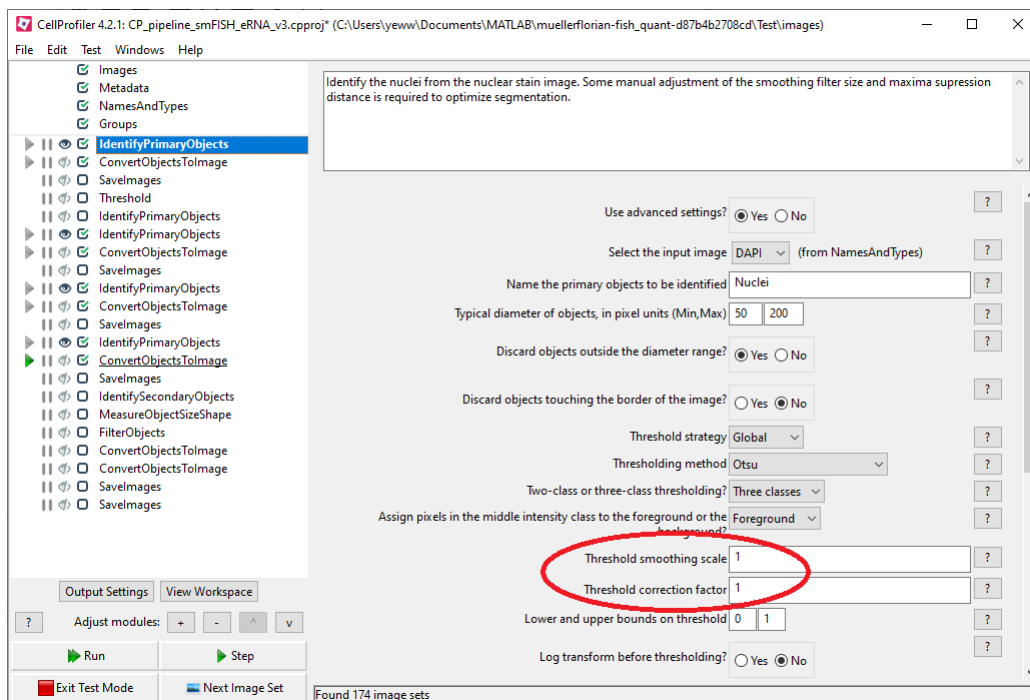 CellProfiler 4.2.1: CP_pipeline_smFISH_eRNA_v3.cpproj* (C:\Users\yeww\Documents\MATLAB\muellerflorian-fish_quant-d87b4b2708cd\Test\images)
File Edit Test Windows Help
Images
Metadata
NamesAndTypes
Groups
IdentifyPrimaryObjects
ConvertObjectsToImage
SaveImages
Threshold
IdentifyPrimaryObjects
IdentifyPrimaryObjects
ConvertObjectsToImage
SaveImages
IdentifyPrimaryObjects
ConvertObjectsToImage
SaveImages
IdentifyPrimaryObjects
ConvertObjectsToImage
SaveImages
IdentifySecondaryObjects
MeasureObjectSizeShape
FilterObjects
ConvertObjectsToImage
ConvertObjectsToImage
SaveImages
SaveImages
Output Settings View Workspace
? Adjust modules: + - ^ v
Run Step
Exit Test Mode Next Image Set
Identify the nuclei from the nuclear stain image. Some manual adjustment of the smoothing filter size and maxima supression
distance is required to optimize segmentation.
Use advanced settings? Yes No ?
Select the input image DAPI (from NamesAndTypes) ?
Name the primary objects to be identified Nuclei ?
Typical diameter of objects, in pixel units (Min,Max) 50 200 ?
Discard objects outside the diameter range? Yes No ?
Discard objects touching the border of the image? Yes No ?
Threshold strategy Global ?
Thresholding method Otsu ?
Two-class or three-class thresholding? Three classes ?
Assign pixels in the middle intensity class to the foreground or the Foreground ?
background?
Threshold smoothing scale 1 ?
Threshold correction factor 1 ?
Lower and upper bounds on threshold 0 1 ?
Log transform before thresholding? Yes No ?
Found 174 image sets